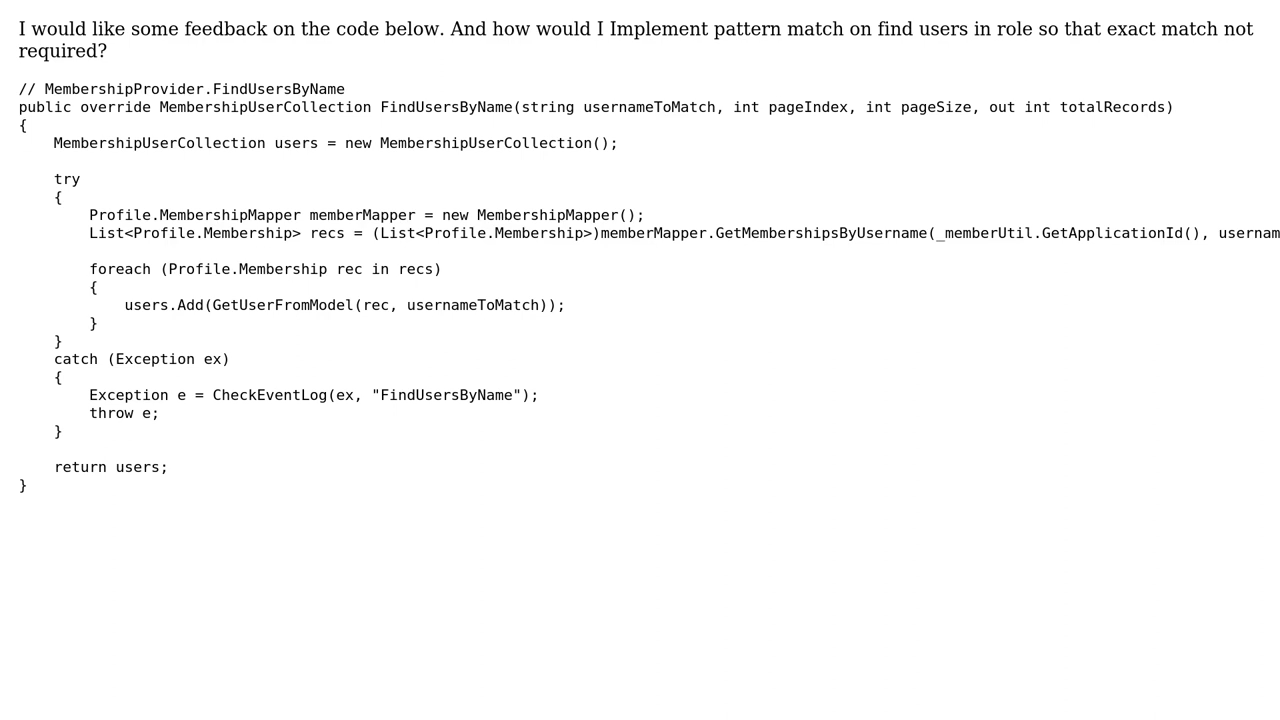 I would like some feedback on the code below. And how would I Implement pattern match on find users in role so that exact match not
required?
// MembershipProvider.FindUsersByName
public override MembershipUserCollection FindUsersByName(string usernameToMatch, int pageIndex, int pageSize, out int totalRecords)
{
    MembershipUserCollection users = new MembershipUserCollection();

    try
    {
        Profile.MembershipMapper memberMapper = new MembershipMapper();
        List<Profile.Membership> recs = (List<Profile.Membership>)memberMapper.GetMembershipsByUsername(_memberUtil.GetApplicationId(), usernam

        foreach (Profile.Membership rec in recs)
        {
            users.Add(GetUserFromModel(rec, usernameToMatch));
        }
    }
    catch (Exception ex)
    {
        Exception e = CheckEventLog(ex, "FindUsersByName");
        throw e;
    }

    return users;
}